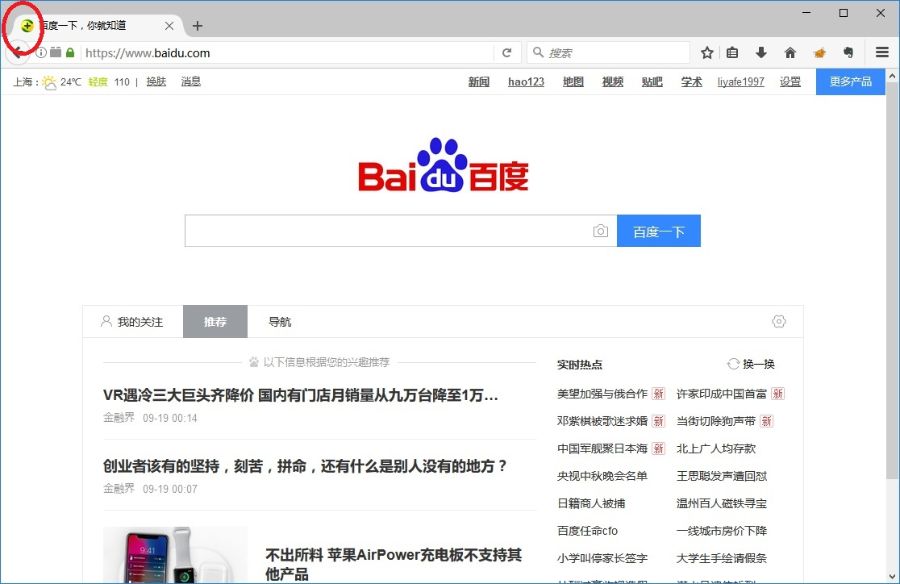 百度一下，你就知道
https://www.baidu.com
搜索
上海： 24℃ 轻度 110 | 换肤 消息
新闻 hao123 地图 视频 贴吧 学术 liyafe1997 设置 更多产品
Bai du 百度
百度一下
我的关注 推荐 导航
以下信息根据您的兴趣推荐
VR遇冷三大巨头齐降价 国内有门店月销量从九万台降至1万...
金融界 09-19 00:14
创业者该有的坚持，刻苦，拼命，还有什么是别人没有的地方？
金融界 09-19 00:07
9:41
不出所料 苹果AirPower充电板不支持其
他产品
实时热点 换一换
美望加强与俄合作 新 许家印成中国首富 新
邓紫棋被歌迷求婚 新 当街切除狗声带 新
中国军舰聚日本海 新 北上广人均存款
央视中秋晚会名单 王思聪发声遭回怼
日籍商人被捕 温州百人磁铁寻宝
百度任命cfo 一线城市房价下降
小学叫停家长签字 大学生手绘请假条